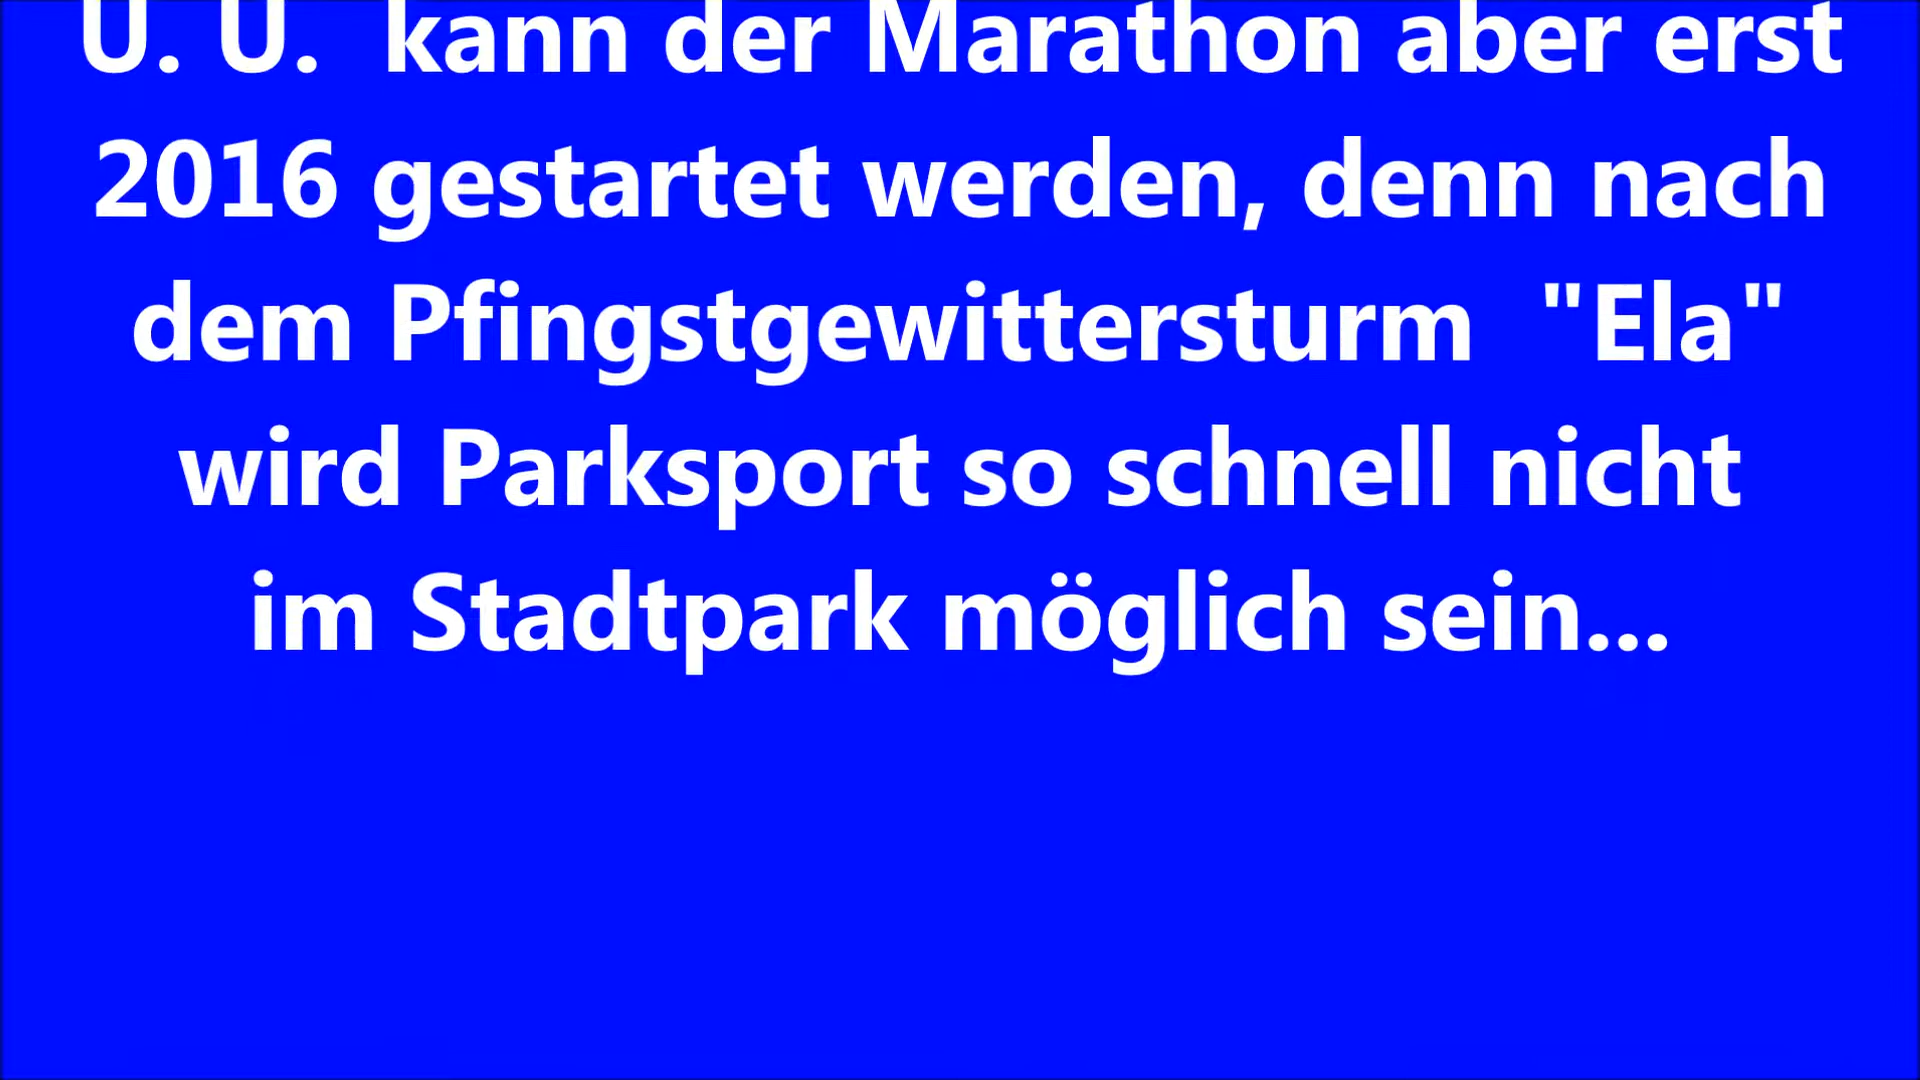 U. U. kann der Marathon aber erst
2016 gestartet werden, denn nach
dem Pfingstgewittersturm "Ela"
wird Parksport so schnell nicht
im Stadtpark möglich sein...